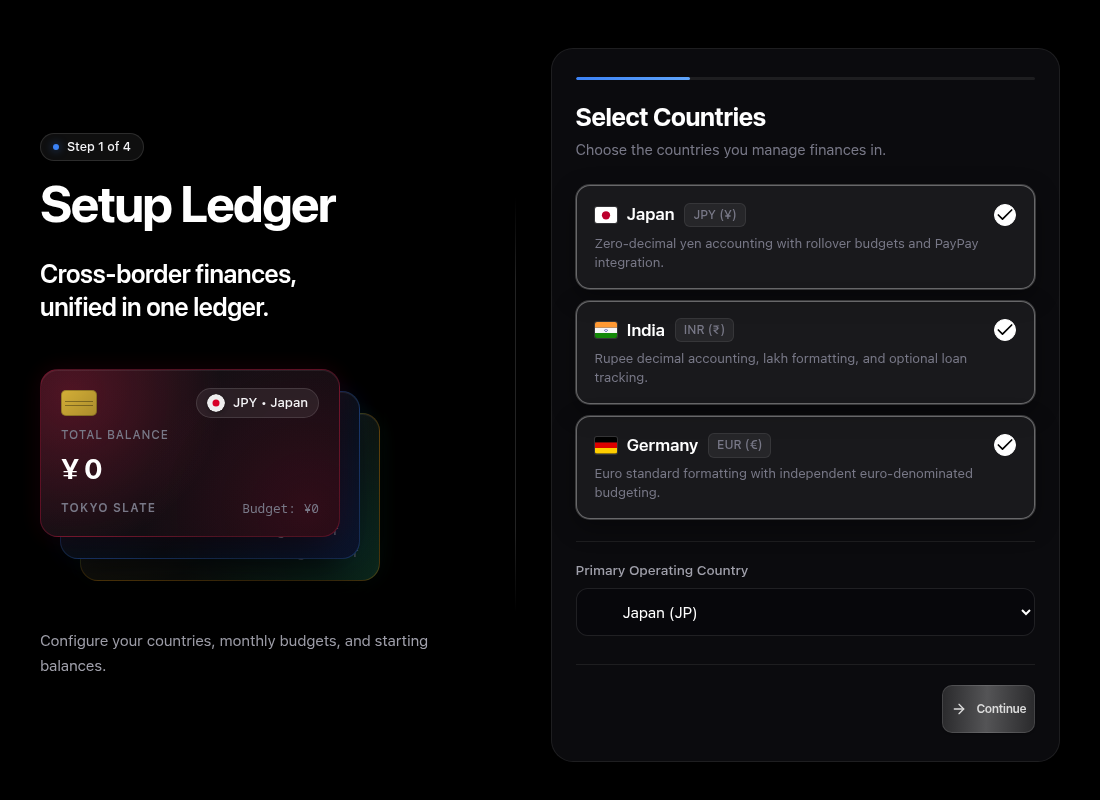 Step 1 of 4
Setup Ledger
Cross-border finances,
unified in one ledger.
JPY • Japan
TOTAL BALANCE
¥0
TOKYO SLATE
Budget: ¥0
Configure your countries, monthly budgets, and starting
balances.
Select Countries
Choose the countries you manage finances in.
Japan JPY (¥)
Zero-decimal yen accounting with rollover budgets and PayPay
integration.
India INR (₹)
Rupee decimal accounting, lakh formatting, and optional loan
tracking.
Germany EUR (€)
Euro standard formatting with independent euro-denominated
budgeting.
Primary Operating Country
Japan (JP)
Continue